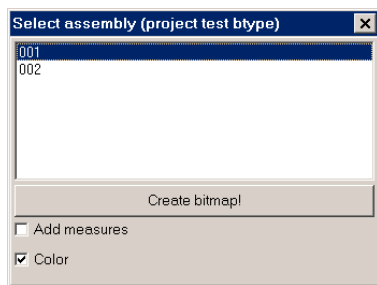 Select assembly (project test btype)
001
002
Create bitmap!
Add measures
Color